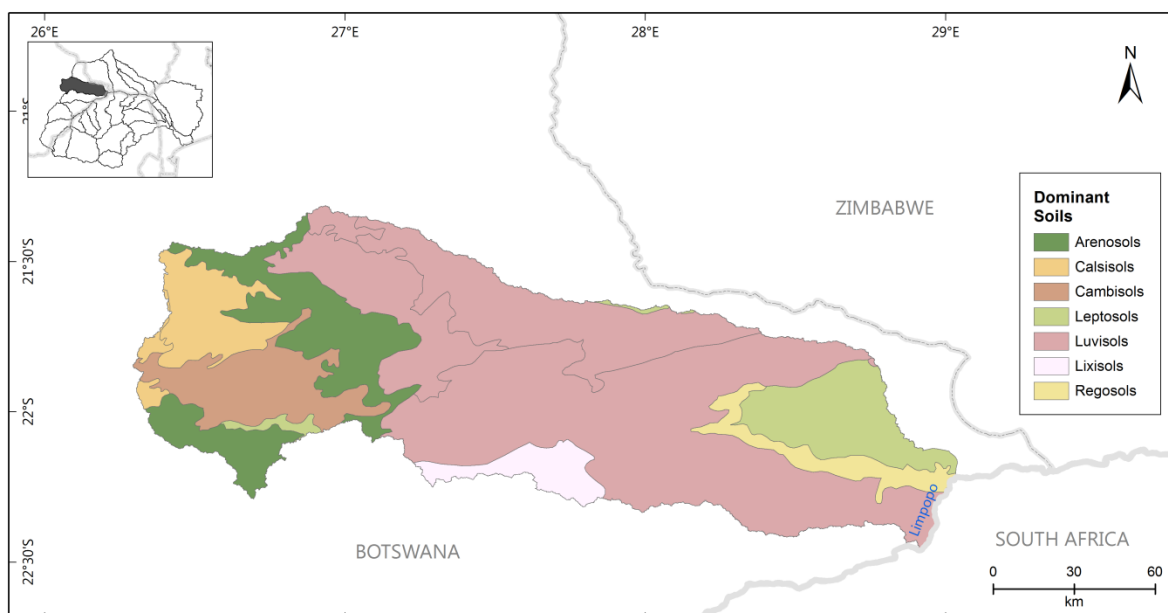 26°E
27°E
28°E
29°E
N
ZIMBABWE
Dominant
Soils
Arenosols
Calsisols
Cambisols
Leptosols
Luvisols
Lixisols
Regosols
21°30'S
22°S
22°30'S
Limpopo
BOTSWANA
SOUTH AFRICA
0 30 60
km